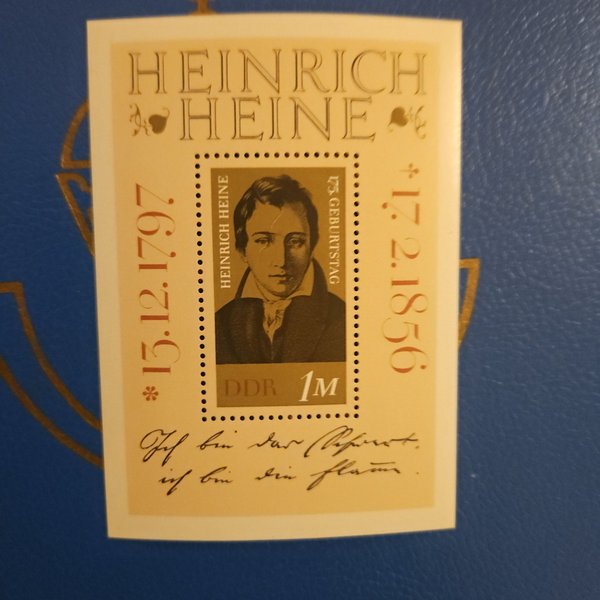 HEINRICH
HEINE
* 13.12.1797
HEINRICH HEINE
175. GEBURTSTAG
DDR 1M
† 17.2.1856
Ich bin das Schwert,
ich bin die Flamme.